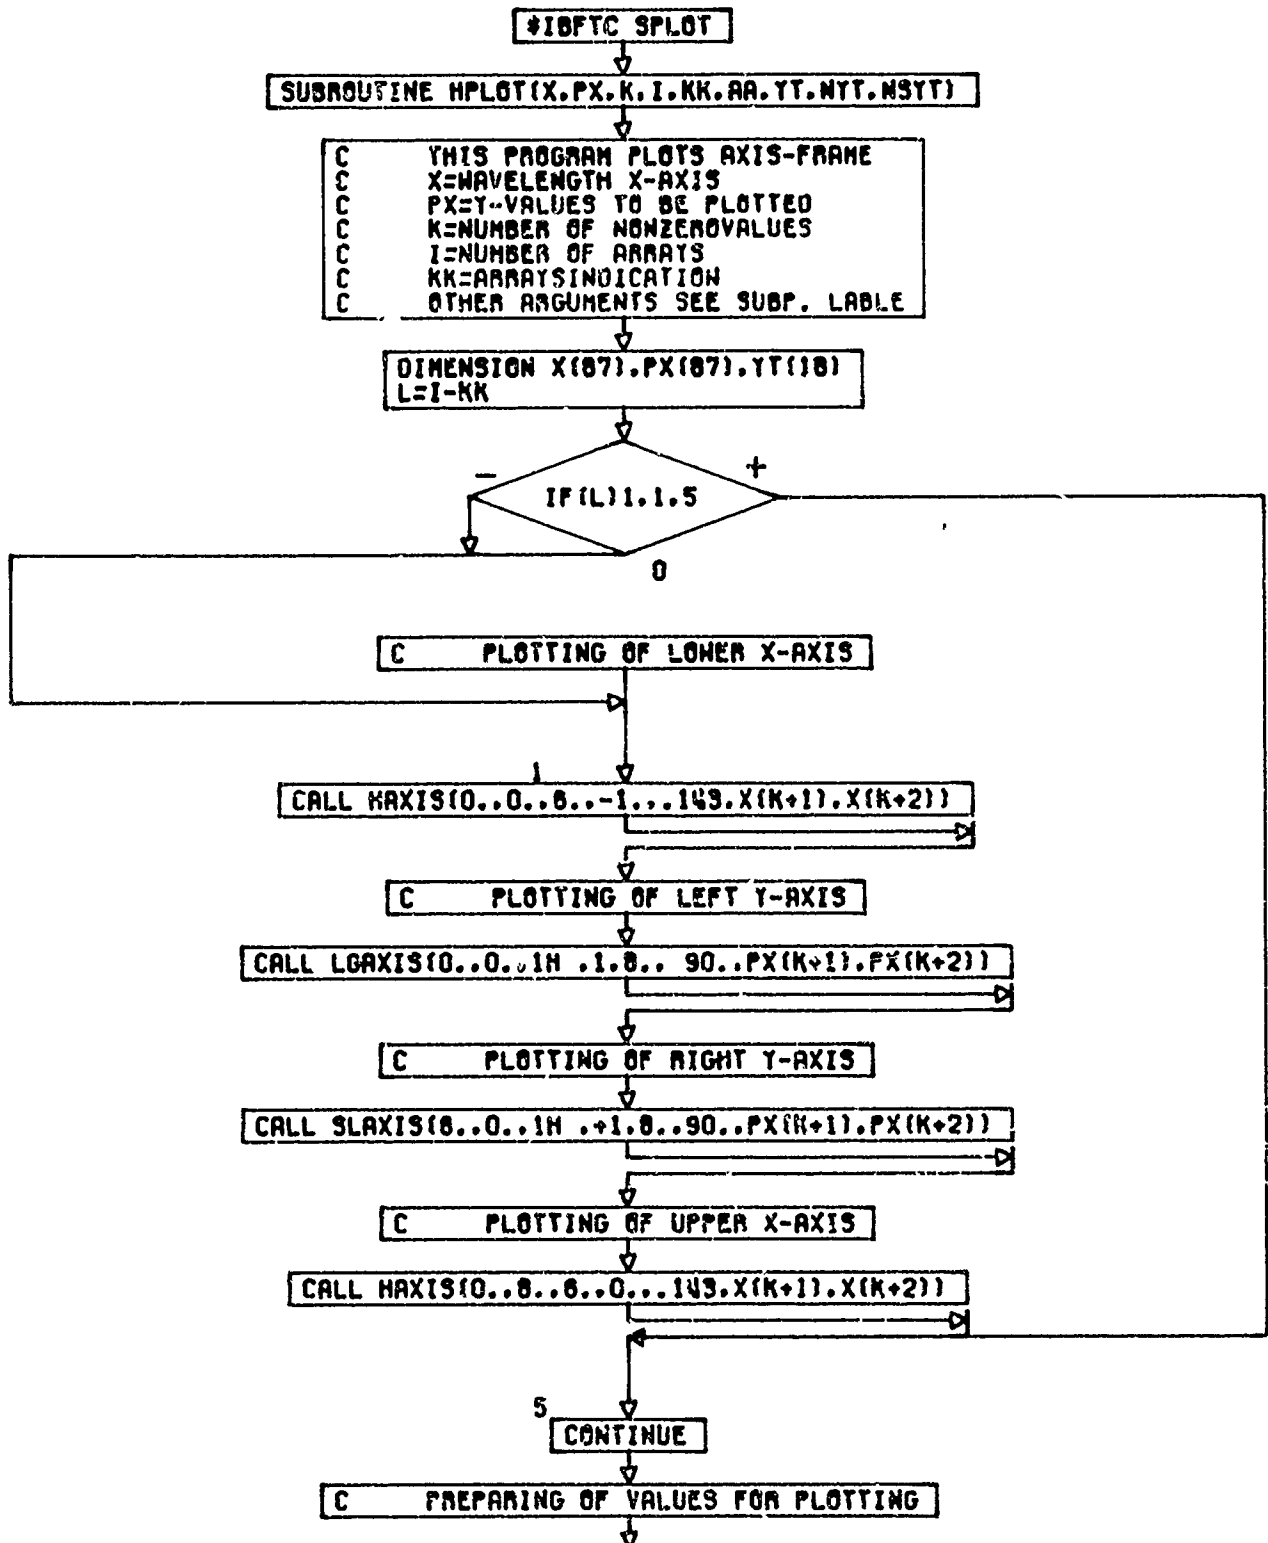 $IBFTC SPLOT
SUBROUTINE HPLOT(X,PX,K,I,KK,AA,YT,NYT,NSYT)
C THIS PROGRAM PLOTS AXIS-FRAME
C X=WAVELENGTH X-AXIS
C PX=Y-VALUES TO BE PLOTTED
C K=NUMBER OF NONZEROVALUES
C I=NUMBER OF ARRAYS
C KK=ARRAYSINDICATION
C OTHER ARGUMENTS SEE SUBP. LABLE
DIMENSION X(87),PX(87),YT(18)
L=I-KK
- +
IF(L)1,1,5
0
C PLOTTING OF LOWER X-AXIS
1
CALL HAXIS(0.,0.,6.,-1.,.143,X(K+1),X(K+2))
C PLOTTING OF LEFT Y-AXIS
CALL LGAXIS(0.,0.,1H ,1,8., 90.,PX(K+1),PX(K+2))
C PLOTTING OF RIGHT Y-AXIS
CALL SLAXIS(6.,0.,1H ,+1,8.,90.,PX(K+1),PX(K+2))
C PLOTTING OF UPPER X-AXIS
CALL HAXIS(0.,8.,6.,0.,.143,X(K+1),X(K+2))
5
CONTINUE
C PREPARING OF VALUES FOR PLOTTING